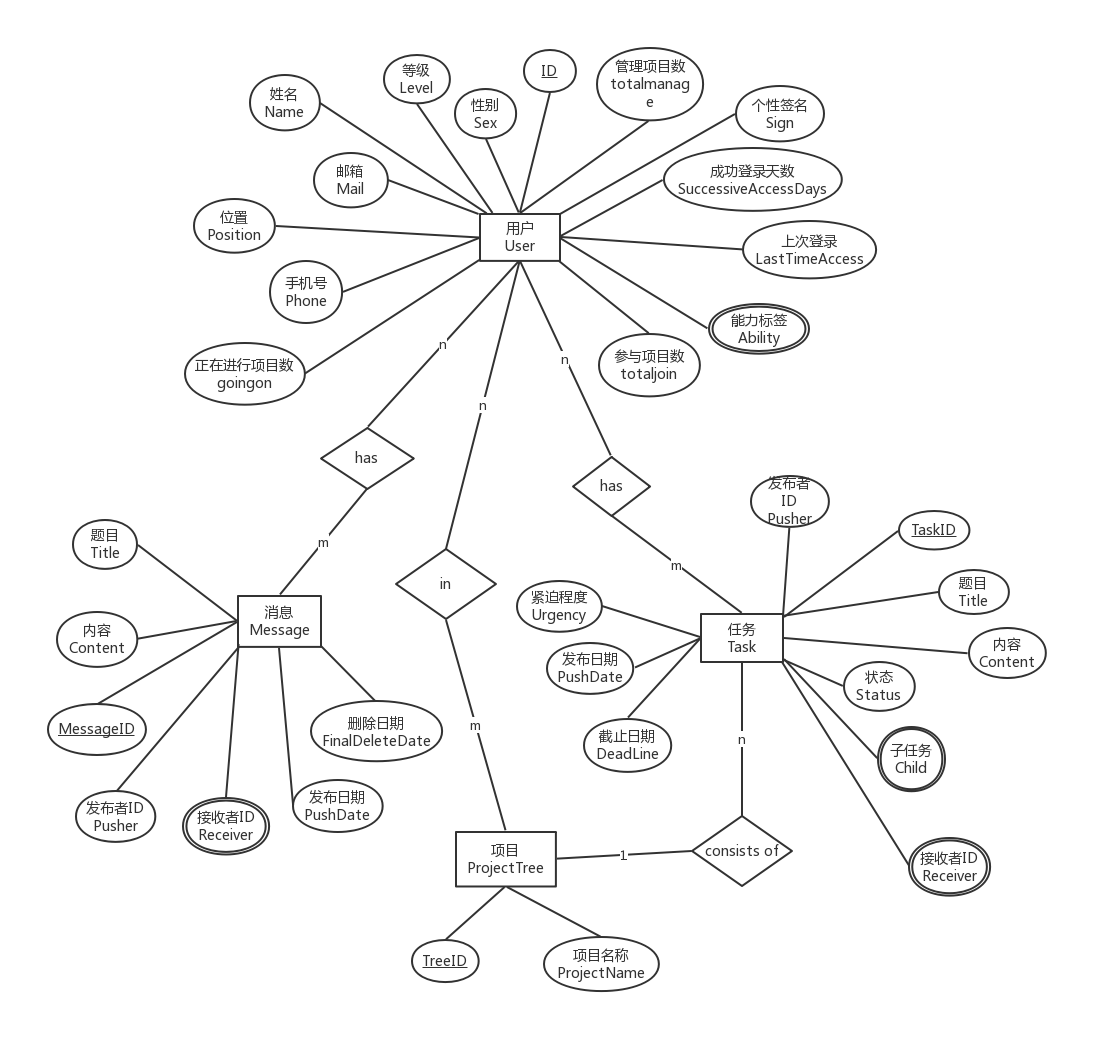 等级
Level
ID
管理项目数
totalmanag
e
姓名
Name
性别
Sex
个性签名
Sign
邮箱
Mail
成功登录天数
SuccessiveAccessDays
位置
Position
用户
User
上次登录
LastTimeAccess
手机号
Phone
能力标签
Ability
正在进行项目数
goingon
参与项目数
totaljoin
n
n
n
has
has
in
发布者
ID
Pusher
TaskID
题目
Title
m
m
紧迫程度
Urgency
题目
Title
消息
Message
任务
Task
内容
Content
内容
Content
发布日期
PushDate
状态
Status
MessageID
删除日期
FinalDeleteDate
m
截止日期
DeadLine
n
子任务
Child
发布者ID
Pusher
接收者ID
Receiver
发布日期
PushDate
项目
ProjectTree
1
consists of
接收者ID
Receiver
TreeID
项目名称
ProjectName